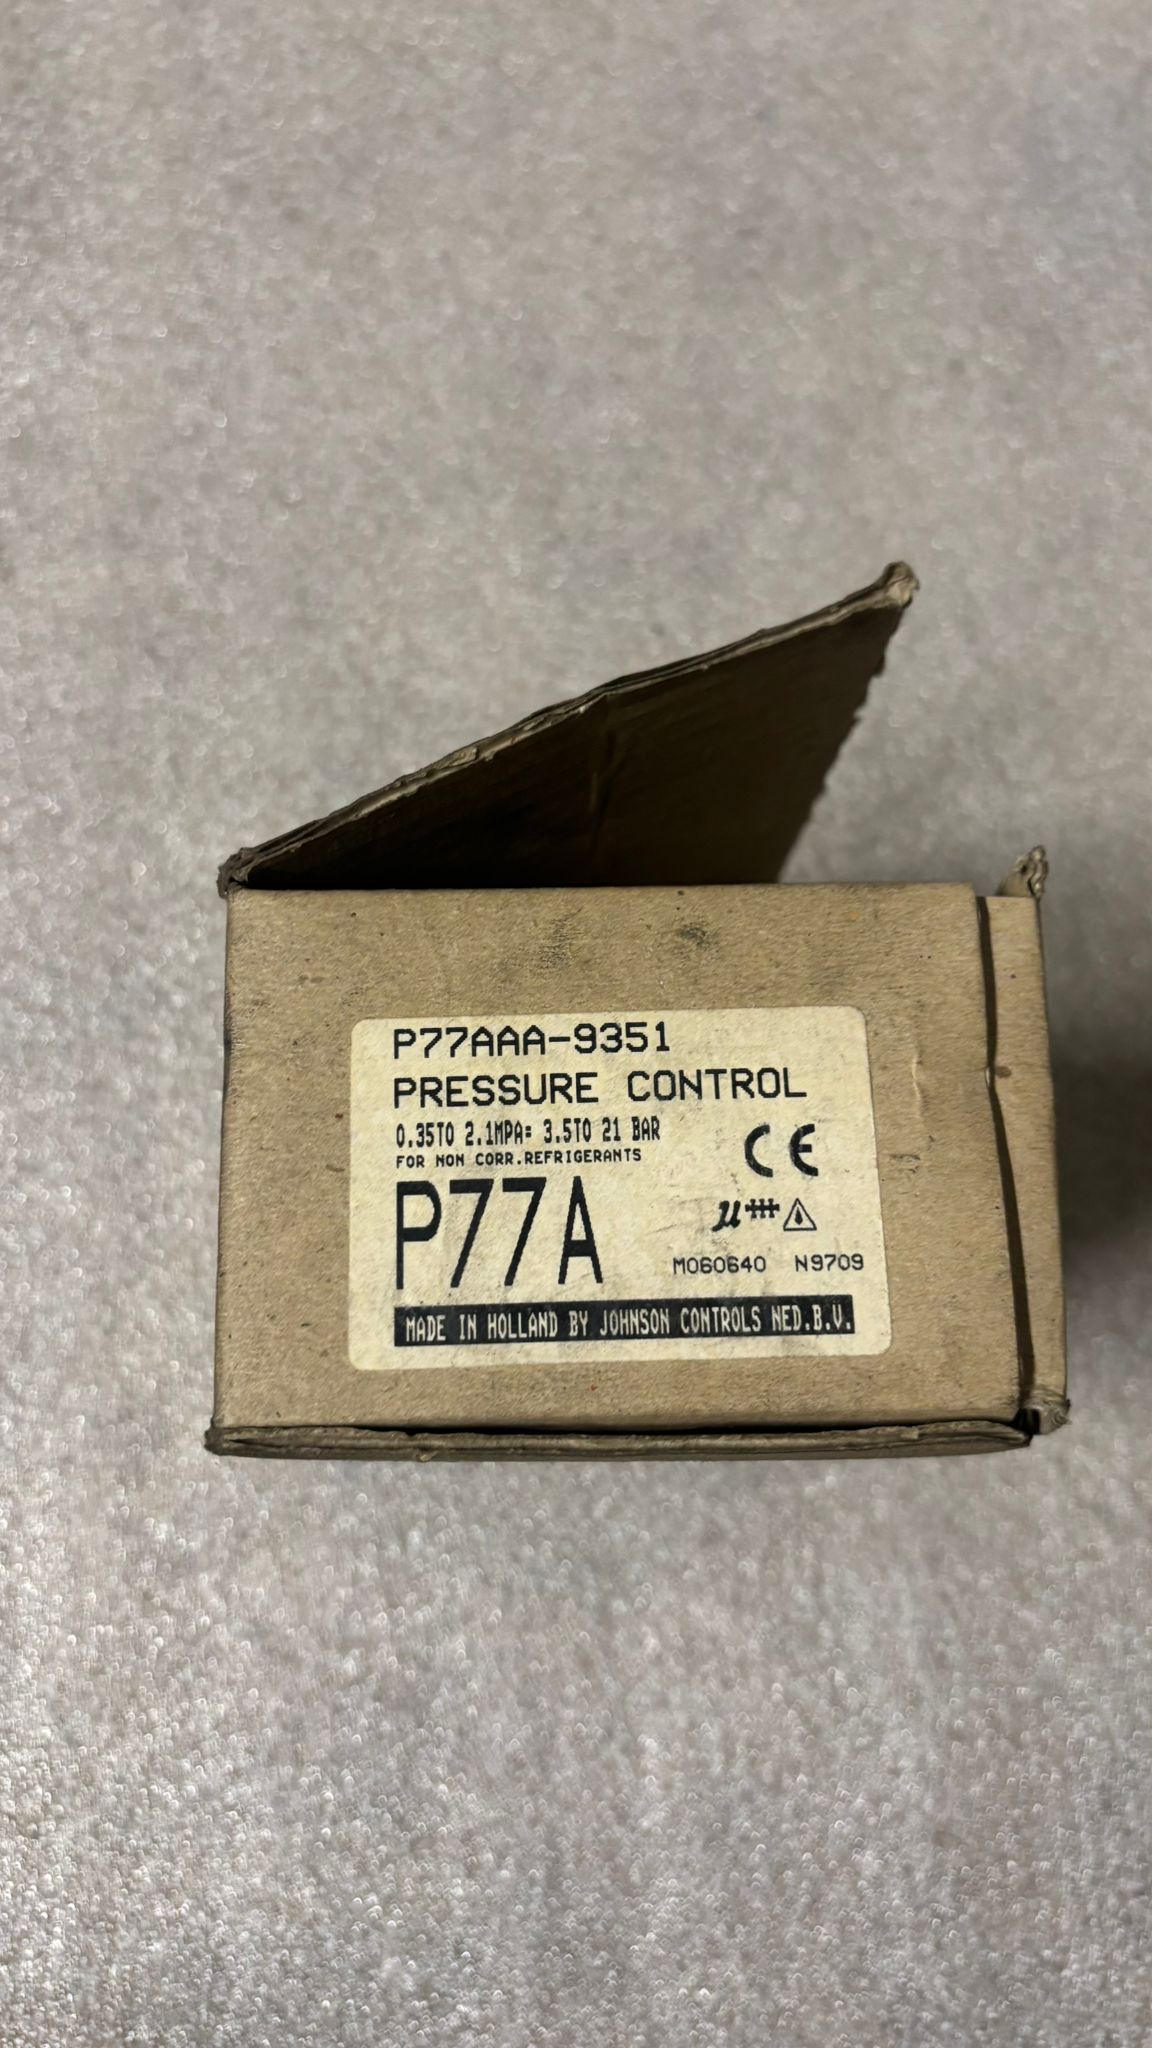 P77AAA-9351
PRESSURE CONTROL
0.35TO 2.1MPA= 3.5TO 21 BAR
FOR NON CORR.REFRIGERANTS
CE
P77A
µ
M060640 N9709
MADE IN HOLLAND BY JOHNSON CONTROLS NED.B.V.